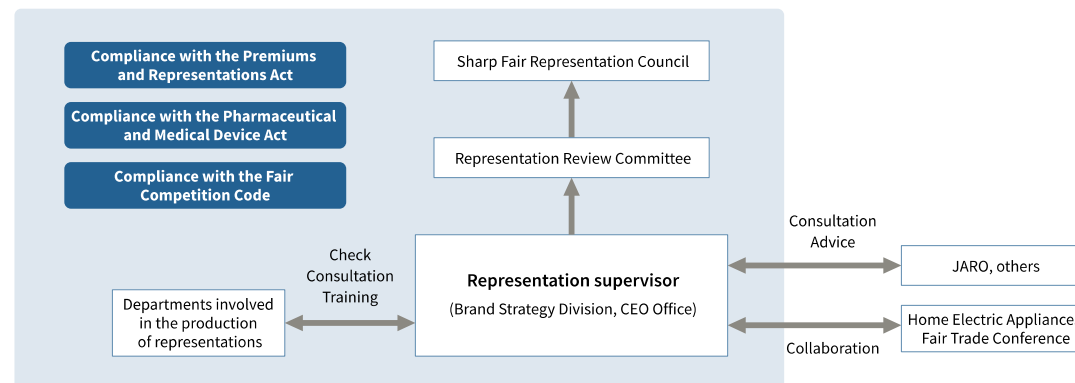 Compliance with the Premiums
and Representations Act
Compliance with the Pharmaceutical
and Medical Device Act
Compliance with the Fair
Competition Code
Sharp Fair Representation Council
Representation Review Committee
Representation supervisor
(Brand Strategy Division, CEO Office)
Check
Consultation
Training
Departments involved
in the production
of representations
Consultation
Advice
JARO, others
Collaboration
Home Electric Appliance
Fair Trade Conference